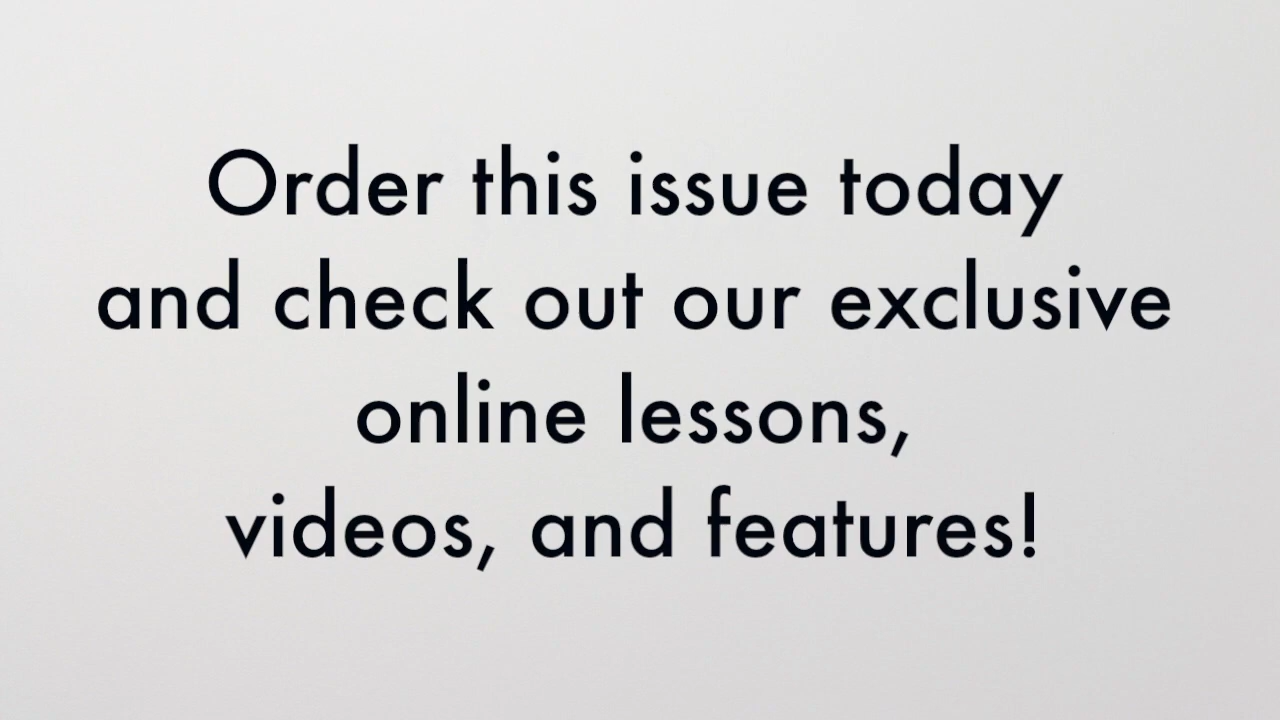 Order this issue today
and check out our exclusive
online lessons,
videos, and features!